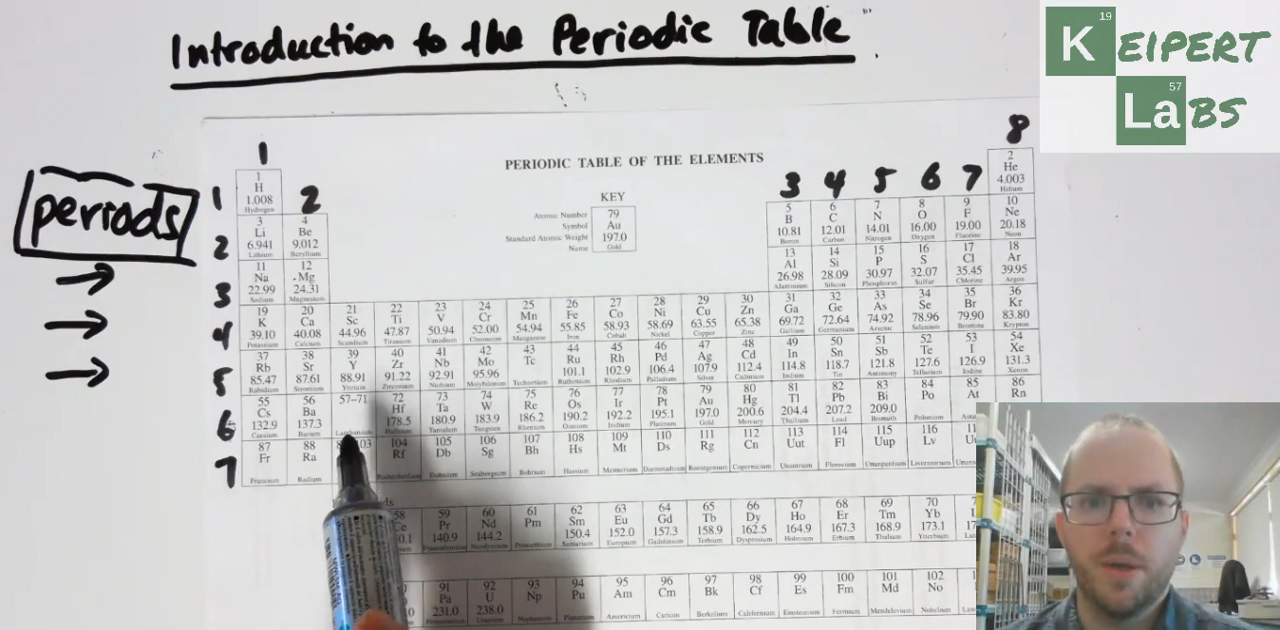 Introduction to the Periodic Table
19
KEIPERT
57
LaBS
periods
PERIODIC TABLE OF THE ELEMENTS
KEY
Atomic Number 79
Symbol Au
Standard Atomic Weight 197.0
Name Gold
1 2 3 4 5 6 7 8
1 2 3 4 5 6 7
1 2
H He
1.008 4.003
Hydrogen Helium
3 4 5 6 7 8 9 10
Li Be B C N O F Ne
6.941 9.012 10.81 12.01 14.01 16.00 19.00 20.18
Lithium Beryllium Boron Carbon Nitrogen Oxygen Fluorine Neon
11 12 13 14 15 16 17 18
Na Mg Al Si P S Cl Ar
22.99 24.31 26.98 28.09 30.97 32.07 35.45 39.95
Sodium Magnesium Aluminium Silicon Phosphorus Sulfur Chlorine Argon
19 20 21 22 23 24 25 26 27 28 29 30 31 32 33 34 35 36
K Ca Sc Ti V Cr Mn Fe Co Ni Cu Zn Ga Ge As Se Br Kr
39.10 40.08 44.96 47.87 50.94 52.00 54.94 55.85 58.93 58.69 63.55 65.38 69.72 72.64 74.92 78.96 79.90 83.80
Potassium Calcium Scandium Titanium Vanadium Chromium Manganese Iron Cobalt Nickel Copper Zinc Gallium Germanium Arsenic Selenium Bromine Krypton
37 38 39 40 41 42 43 44 45 46 47 48 49 50 51 52 53 54
Rb Sr Y Zr Nb Mo Tc Ru Rh Pd Ag Cd In Sn Sb Te I Xe
85.47 87.61 88.91 91.22 92.91 95.96 101.1 102.9 106.4 107.9 112.4 114.8 118.7 121.8 127.6 126.9 131.3
Rubidium Strontium Yttrium Zirconium Niobium Molybdenum Technetium Ruthenium Rhodium Palladium Silver Cadmium Indium Tin Antimony Tellurium Iodine Xenon
55 56 57–71 72 73 74 75 76 77 78 79 80 81 82 83 84 85 86
Cs Ba Hf Ta W Re Os Ir Pt Au Hg Tl Pb Bi Po At Rn
132.9 137.3 178.5 180.9 183.9 186.2 190.2 192.2 195.1 197.0 200.6 204.4 207.2 209.0
Caesium Barium Hafnium Tantalum Tungsten Rhenium Osmium Iridium Platinum Gold Mercury Thallium Lead Bismuth Polonium
87 88 104 105 106 107 108 109 110 111 112 113 114 115 116
Fr Ra Rf Db Sg Bh Hs Mt Ds Rg Cn Uut Fl Uup Lv
Francium Radium Dubnium Seaborgium Bohrium Hassium Meitnerium Darmstadtium Roentgenium Copernicium Ununtrium Flerovium Ununpentium Livermorium
58 59 60 61 62 63 64 65 66 67 68 69 70
Ce Pr Nd Pm Sm Eu Gd Tb Dy Ho Er Tm Yb
140.9 144.2 150.4 152.0 157.3 158.9 162.5 164.9 167.3 168.9 173.1
Praseodymium Neodymium Promethium Samarium Europium Gadolinium Terbium Dysprosium Holmium Erbium Thulium Ytterbium
91 92 93 94 95 96 97 98 99 100 101 102
Pa U Np Pu Am Cm Bk Cf Es Fm Md No
231.0 238.0
Protactinium Uranium Neptunium Plutonium Americium Curium Berkelium Californium Einsteinium Fermium Mendelevium Nobelium